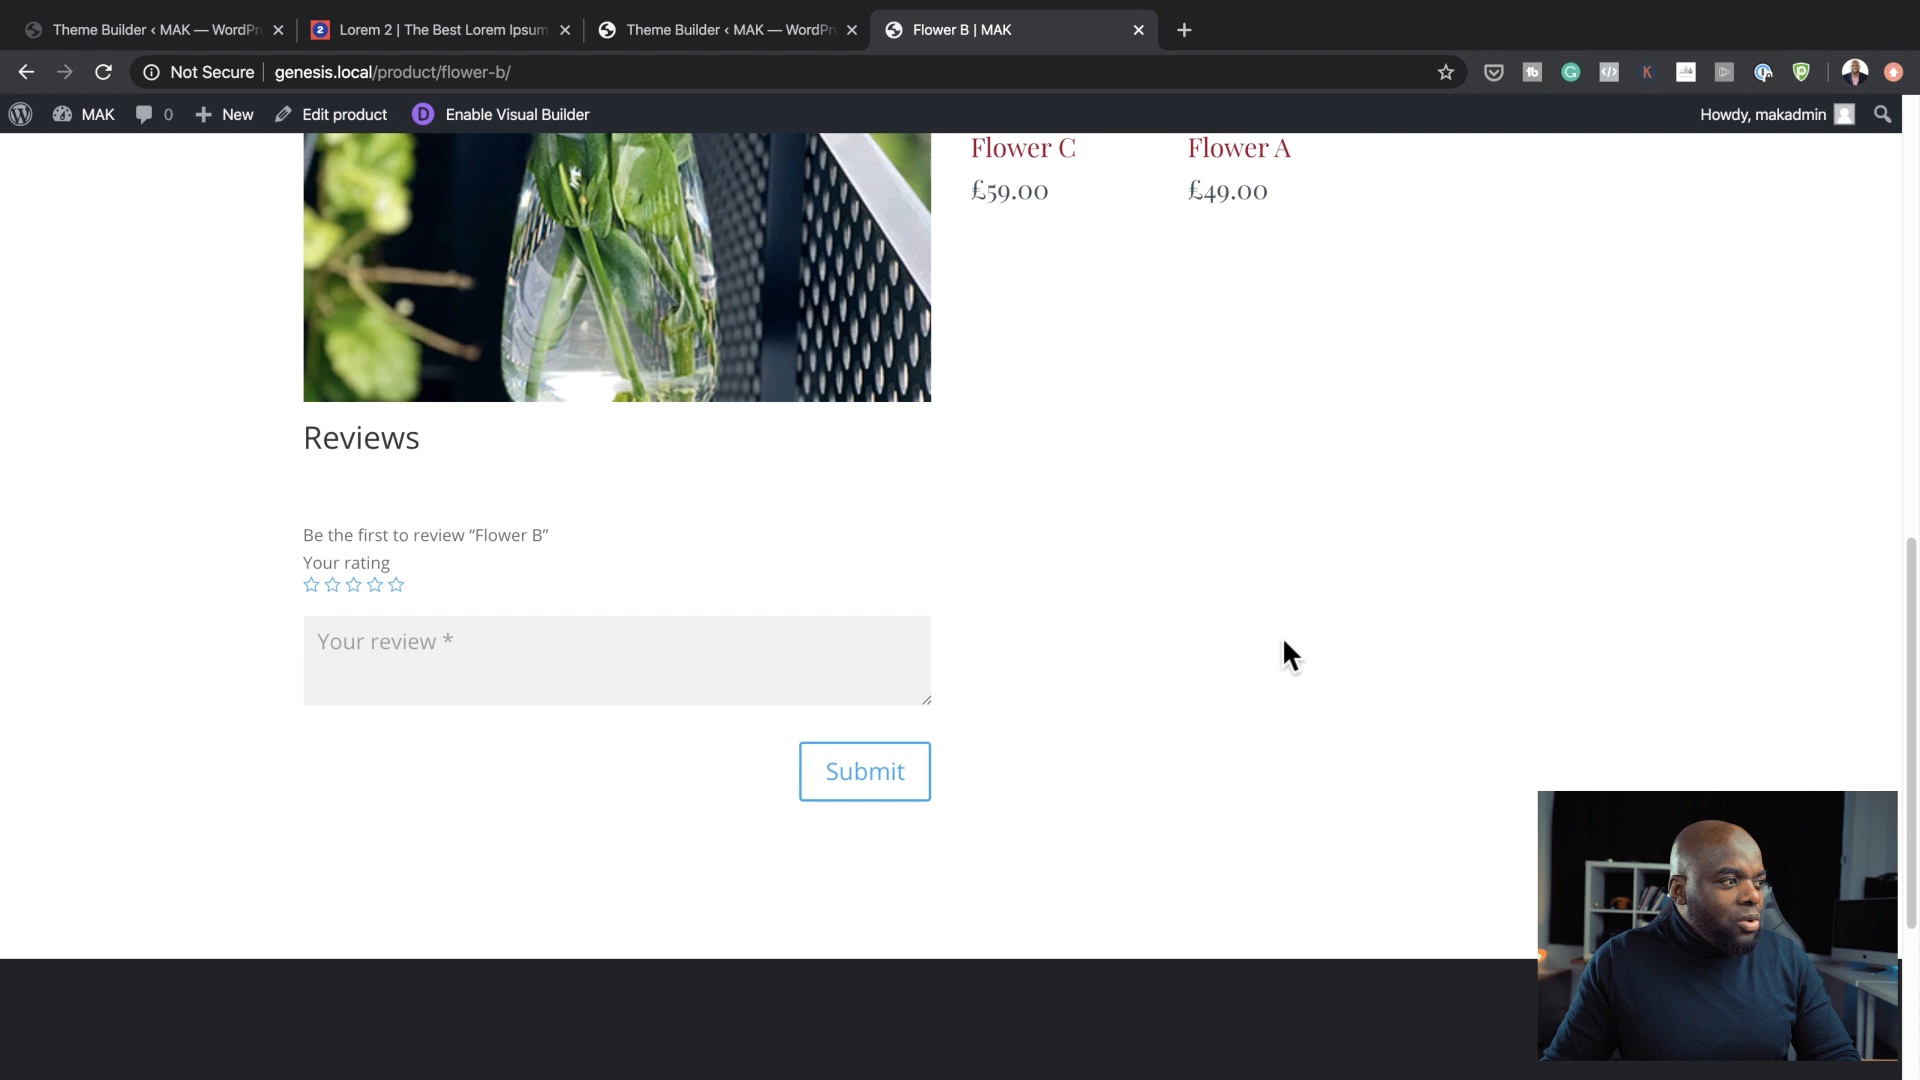 Theme Builder ‹ MAK — WordPr
Lorem 2 | The Best Lorem Ipsum
Theme Builder ‹ MAK — WordPr
Flower B | MAK
Not Secure
genesis.local/product/flower-b/
MAK
0
New
Edit product
D
Enable Visual Builder
Howdy, makadmin
Flower C
Flower A
£59.00
£49.00
Reviews
Be the first to review “Flower B”
Your rating
Your review *
Submit